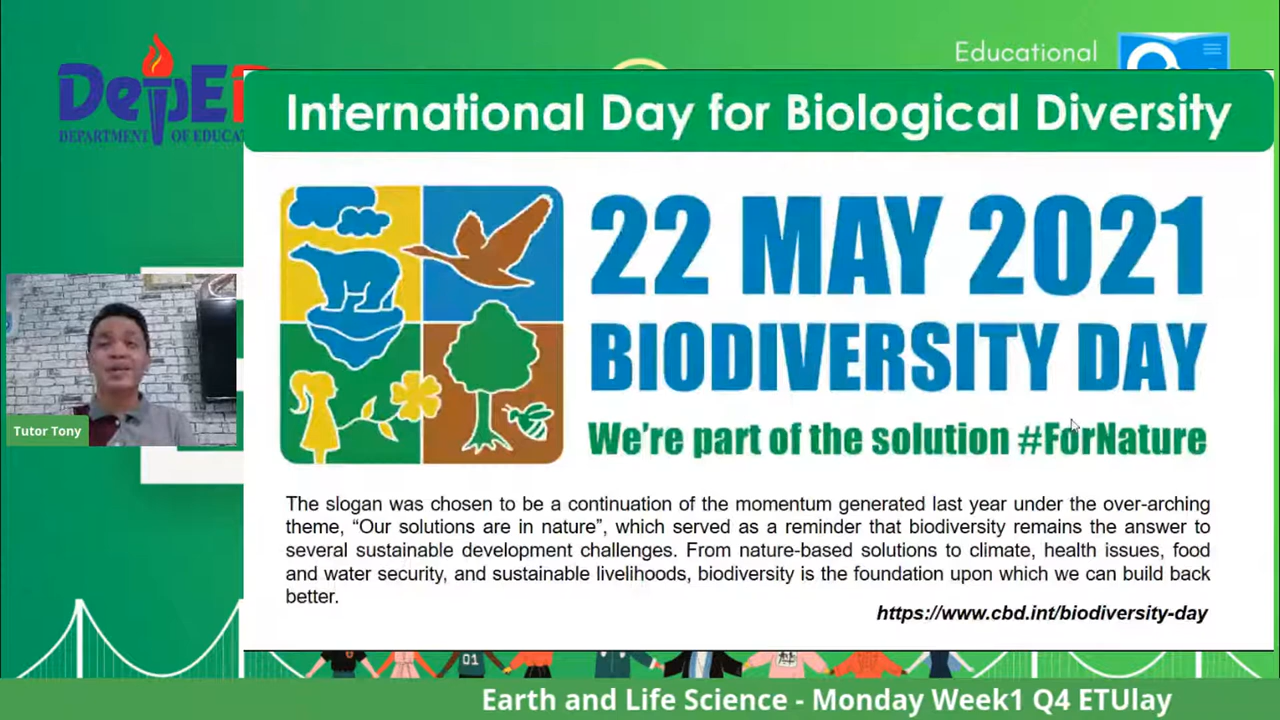 DepE
DEPARTMENT OF EDUCA
Educational
International Day for Biological Diversity
22 MAY 2021
BIODIVERSITY DAY
We're part of the solution #ForNature
Tutor Tony
The slogan was chosen to be a continuation of the momentum generated last year under the over-arching
theme, “Our solutions are in nature”, which served as a reminder that biodiversity remains the answer to
several sustainable development challenges. From nature-based solutions to climate, health issues, food
and water security, and sustainable livelihoods, biodiversity is the foundation upon which we can build back
better.
https://www.cbd.int/biodiversity-day
01
Earth and Life Science - Monday Week1 Q4 ETUlay